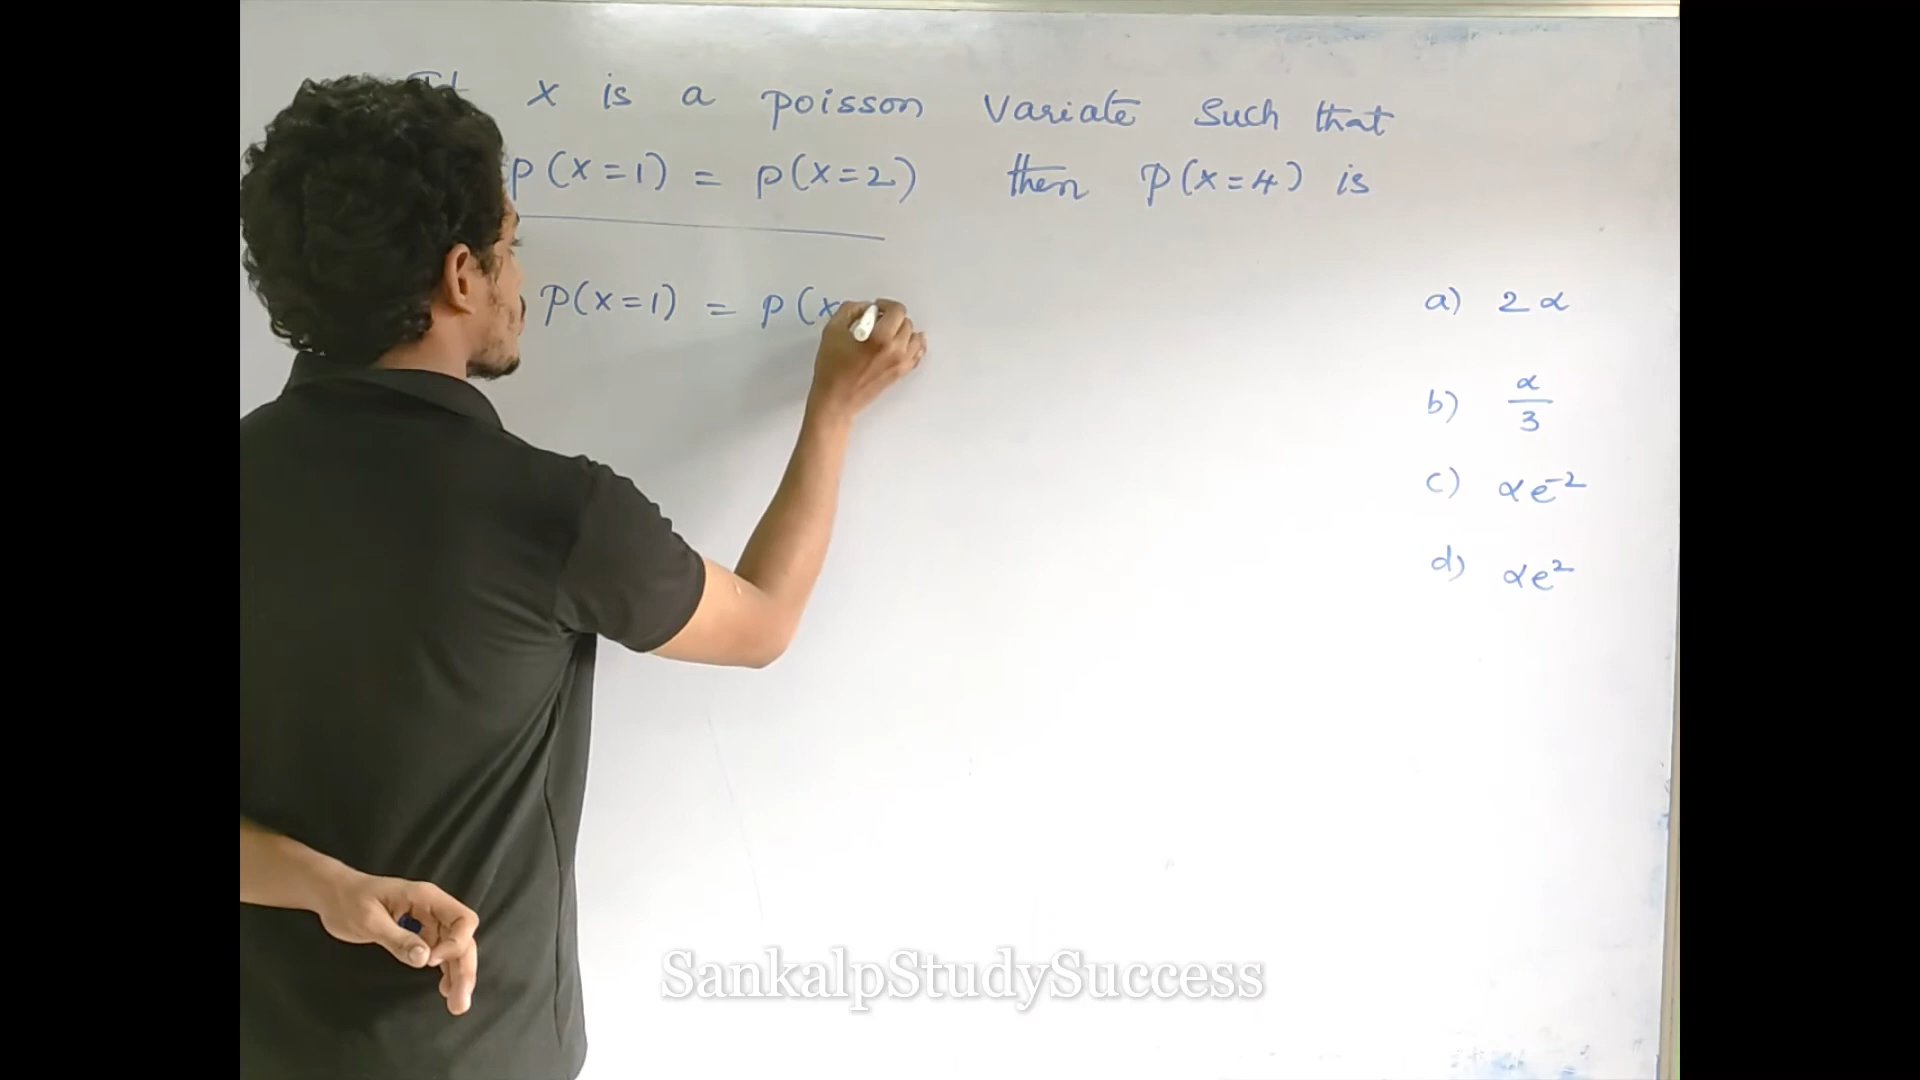 x is a poisson variate such that
p(x=1) = p(x=2) then p(x=4) is
p(x=1) = p(x
a) 2α
b) α/3
c) αe⁻²
d) αe²
SankalpStudySuccess